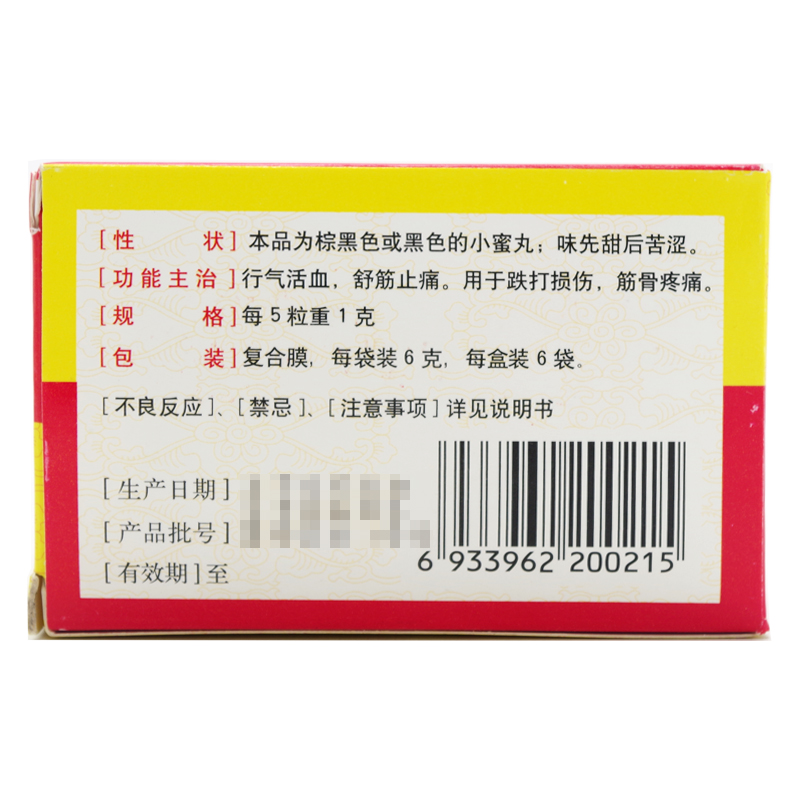 [性 状]本品为棕黑色或黑色的小蜜丸；味先甜后苦涩。
[功能主治]行气活血，舒筋止痛。用于跌打损伤，筋骨疼痛。
[规 格]每5粒重1克
[包 装]复合膜，每袋装6克，每盒装6袋。
[不良反应]、[禁忌]、[注意事项]详见说明书
[生产日期]
[产品批号]
[有效期]至
6 933962 200215